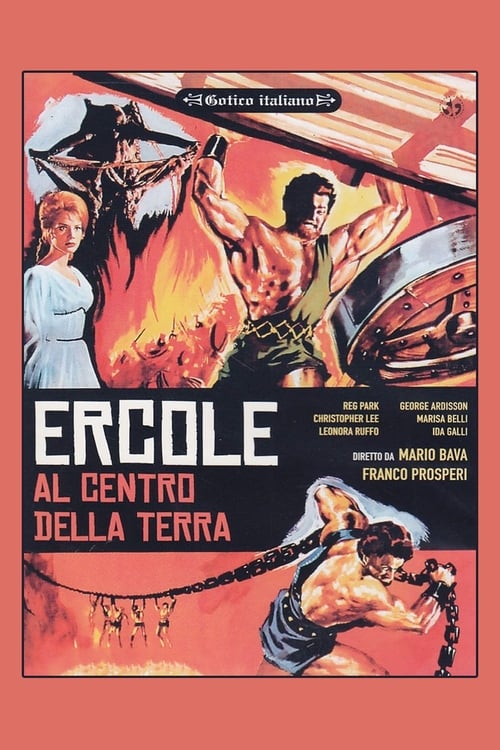 Gotico italiano
ERCOLE
AL CENTRO
DELLA TERRA
REG PARK
CHRISTOPHER LEE
LEONORA RUFFO
GEORGE ARDISSON
MARISA BELLI
IDA GALLI
DIRETTO DA MARIO BAVA
FRANCO PROSPERI